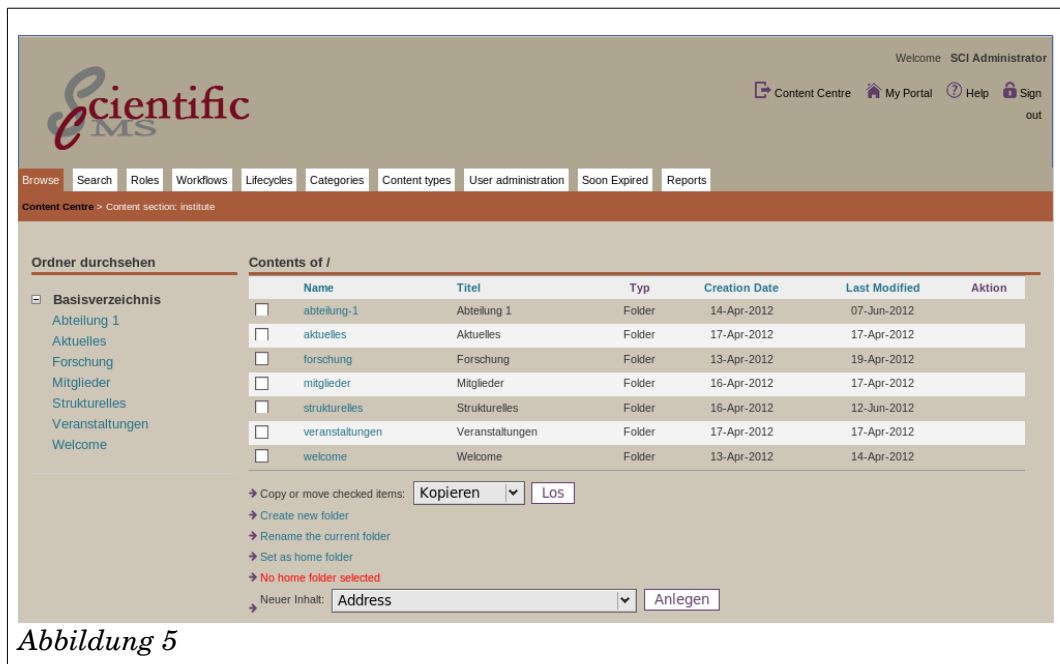 Scientific
CMS
Welcome SCI Administrator
Content Centre My Portal Help Sign out
Browse Search Roles Workflows Lifecycles Categories Content types User administration Soon Expired Reports
Content Centre > Content section: institute
Ordner durchsehen
Basisverzeichnis
Abteilung 1
Aktuelles
Forschung
Mitglieder
Strukturelles
Veranstaltungen
Welcome
Contents of /
Name Titel Typ Creation Date Last Modified Aktion
abteilung-1 Abteilung 1 Folder 14-Apr-2012 07-Jun-2012
aktuelles Aktuelles Folder 17-Apr-2012 17-Apr-2012
forschung Forschung Folder 13-Apr-2012 19-Apr-2012
mitglieder Mitglieder Folder 16-Apr-2012 17-Apr-2012
strukturelles Strukturelles Folder 16-Apr-2012 12-Jun-2012
veranstaltungen Veranstaltungen Folder 17-Apr-2012 17-Apr-2012
welcome Welcome Folder 13-Apr-2012 14-Apr-2012
Copy or move checked items: Kopieren Los
Create new folder
Rename the current folder
Set as home folder
No home folder selected
Neuer Inhalt: Address Anlegen
Abbildung 5